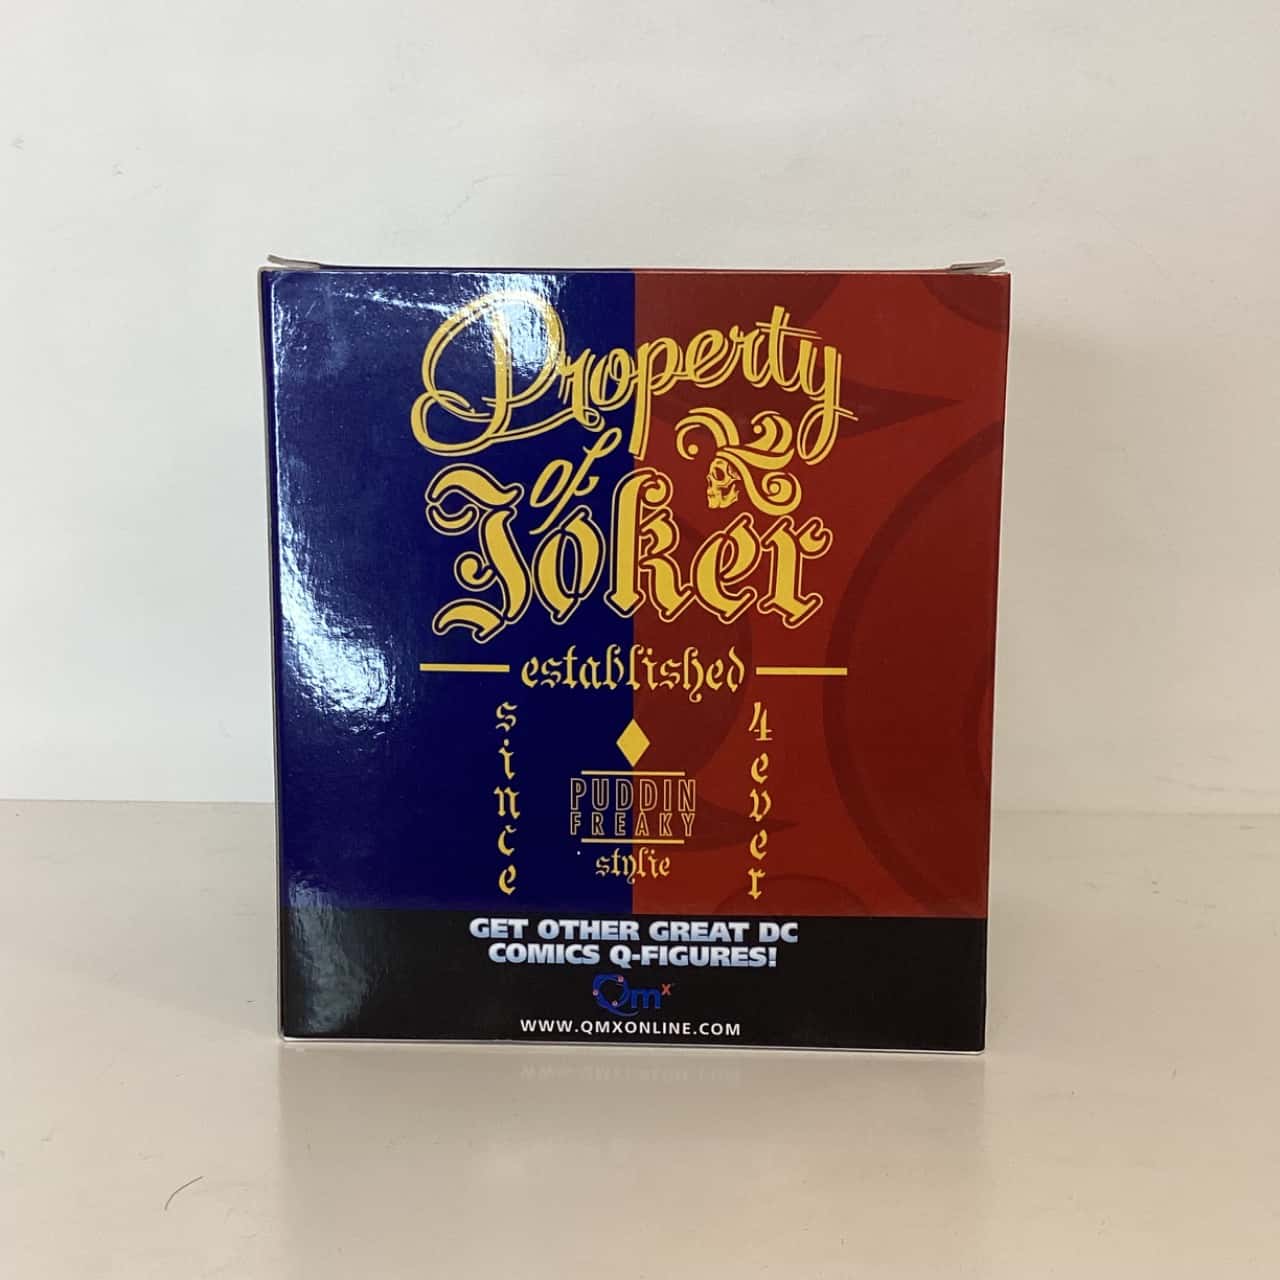 Property
of
Joker
established
since
4ever
PUDDIN
FREAKY
stylie
GET OTHER GREAT DC
COMICS Q-FIGURES!
Qmx
WWW.QMXONLINE.COM